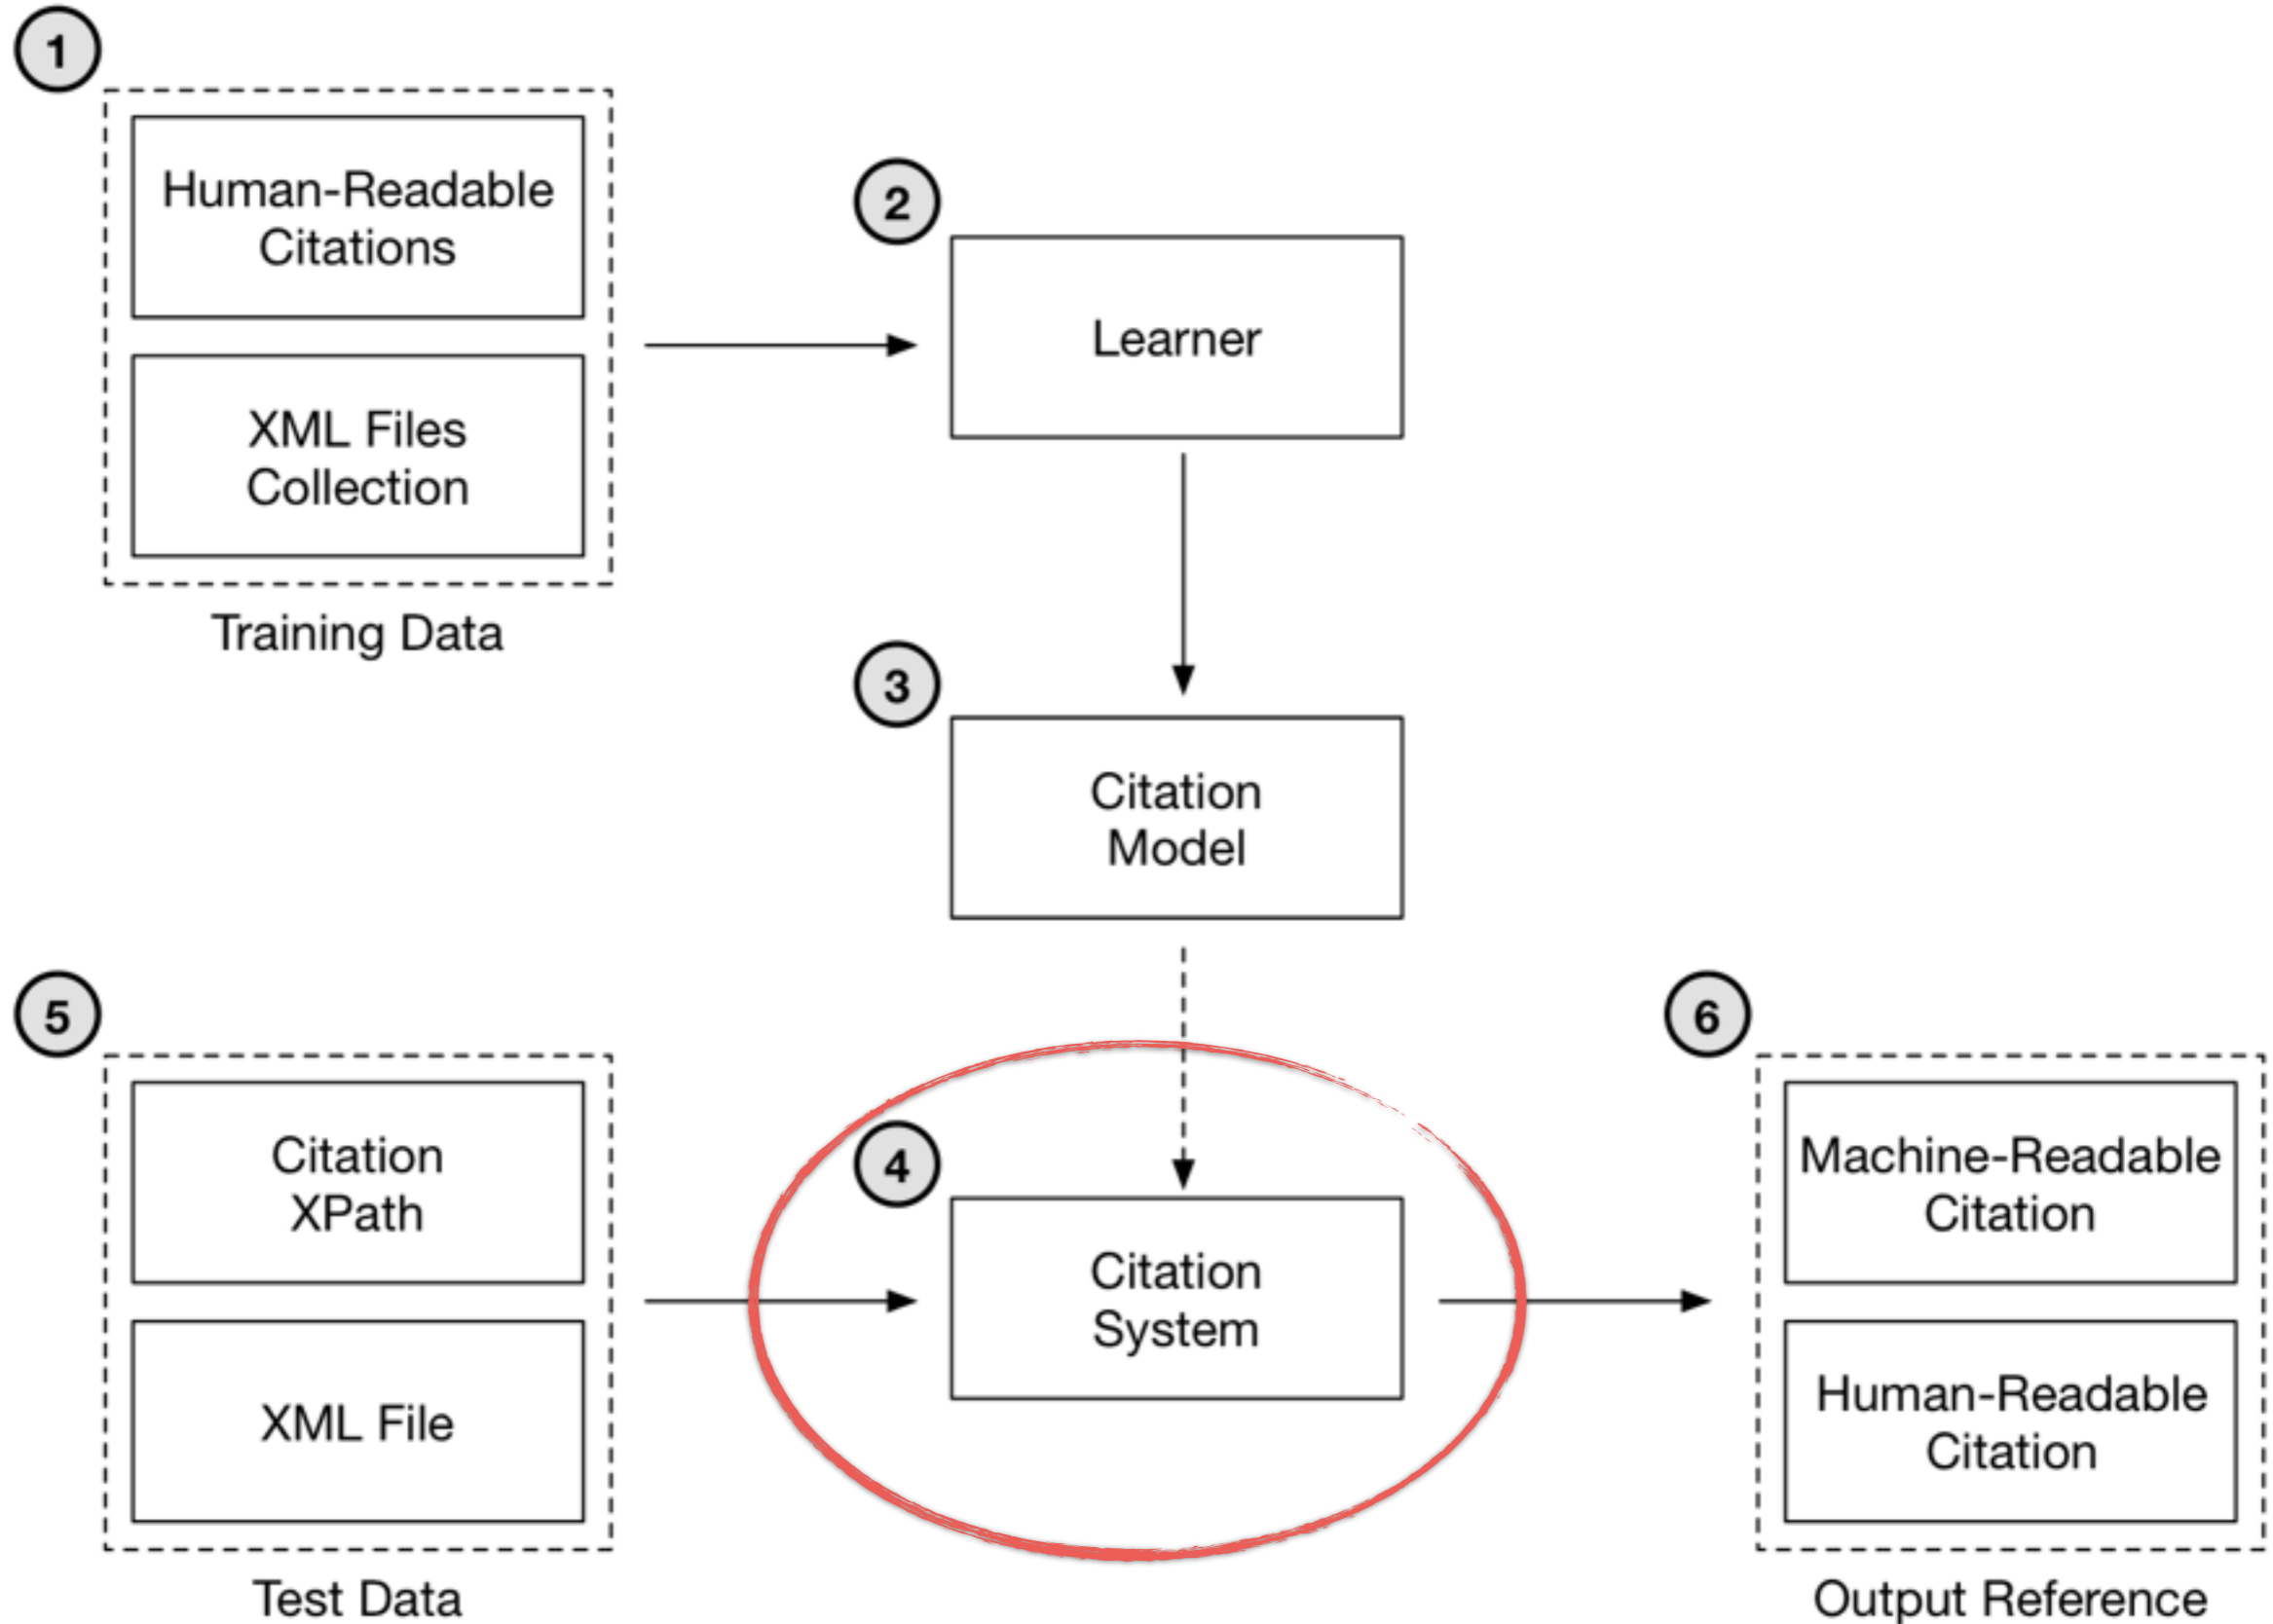 1
Human-Readable
Citations
XML Files
Collection
Training Data
2
Learner
3
Citation
Model
4
Citation
System
5
Citation
XPath
XML File
Test Data
6
Machine-Readable
Citation
Human-Readable
Citation
Output Reference